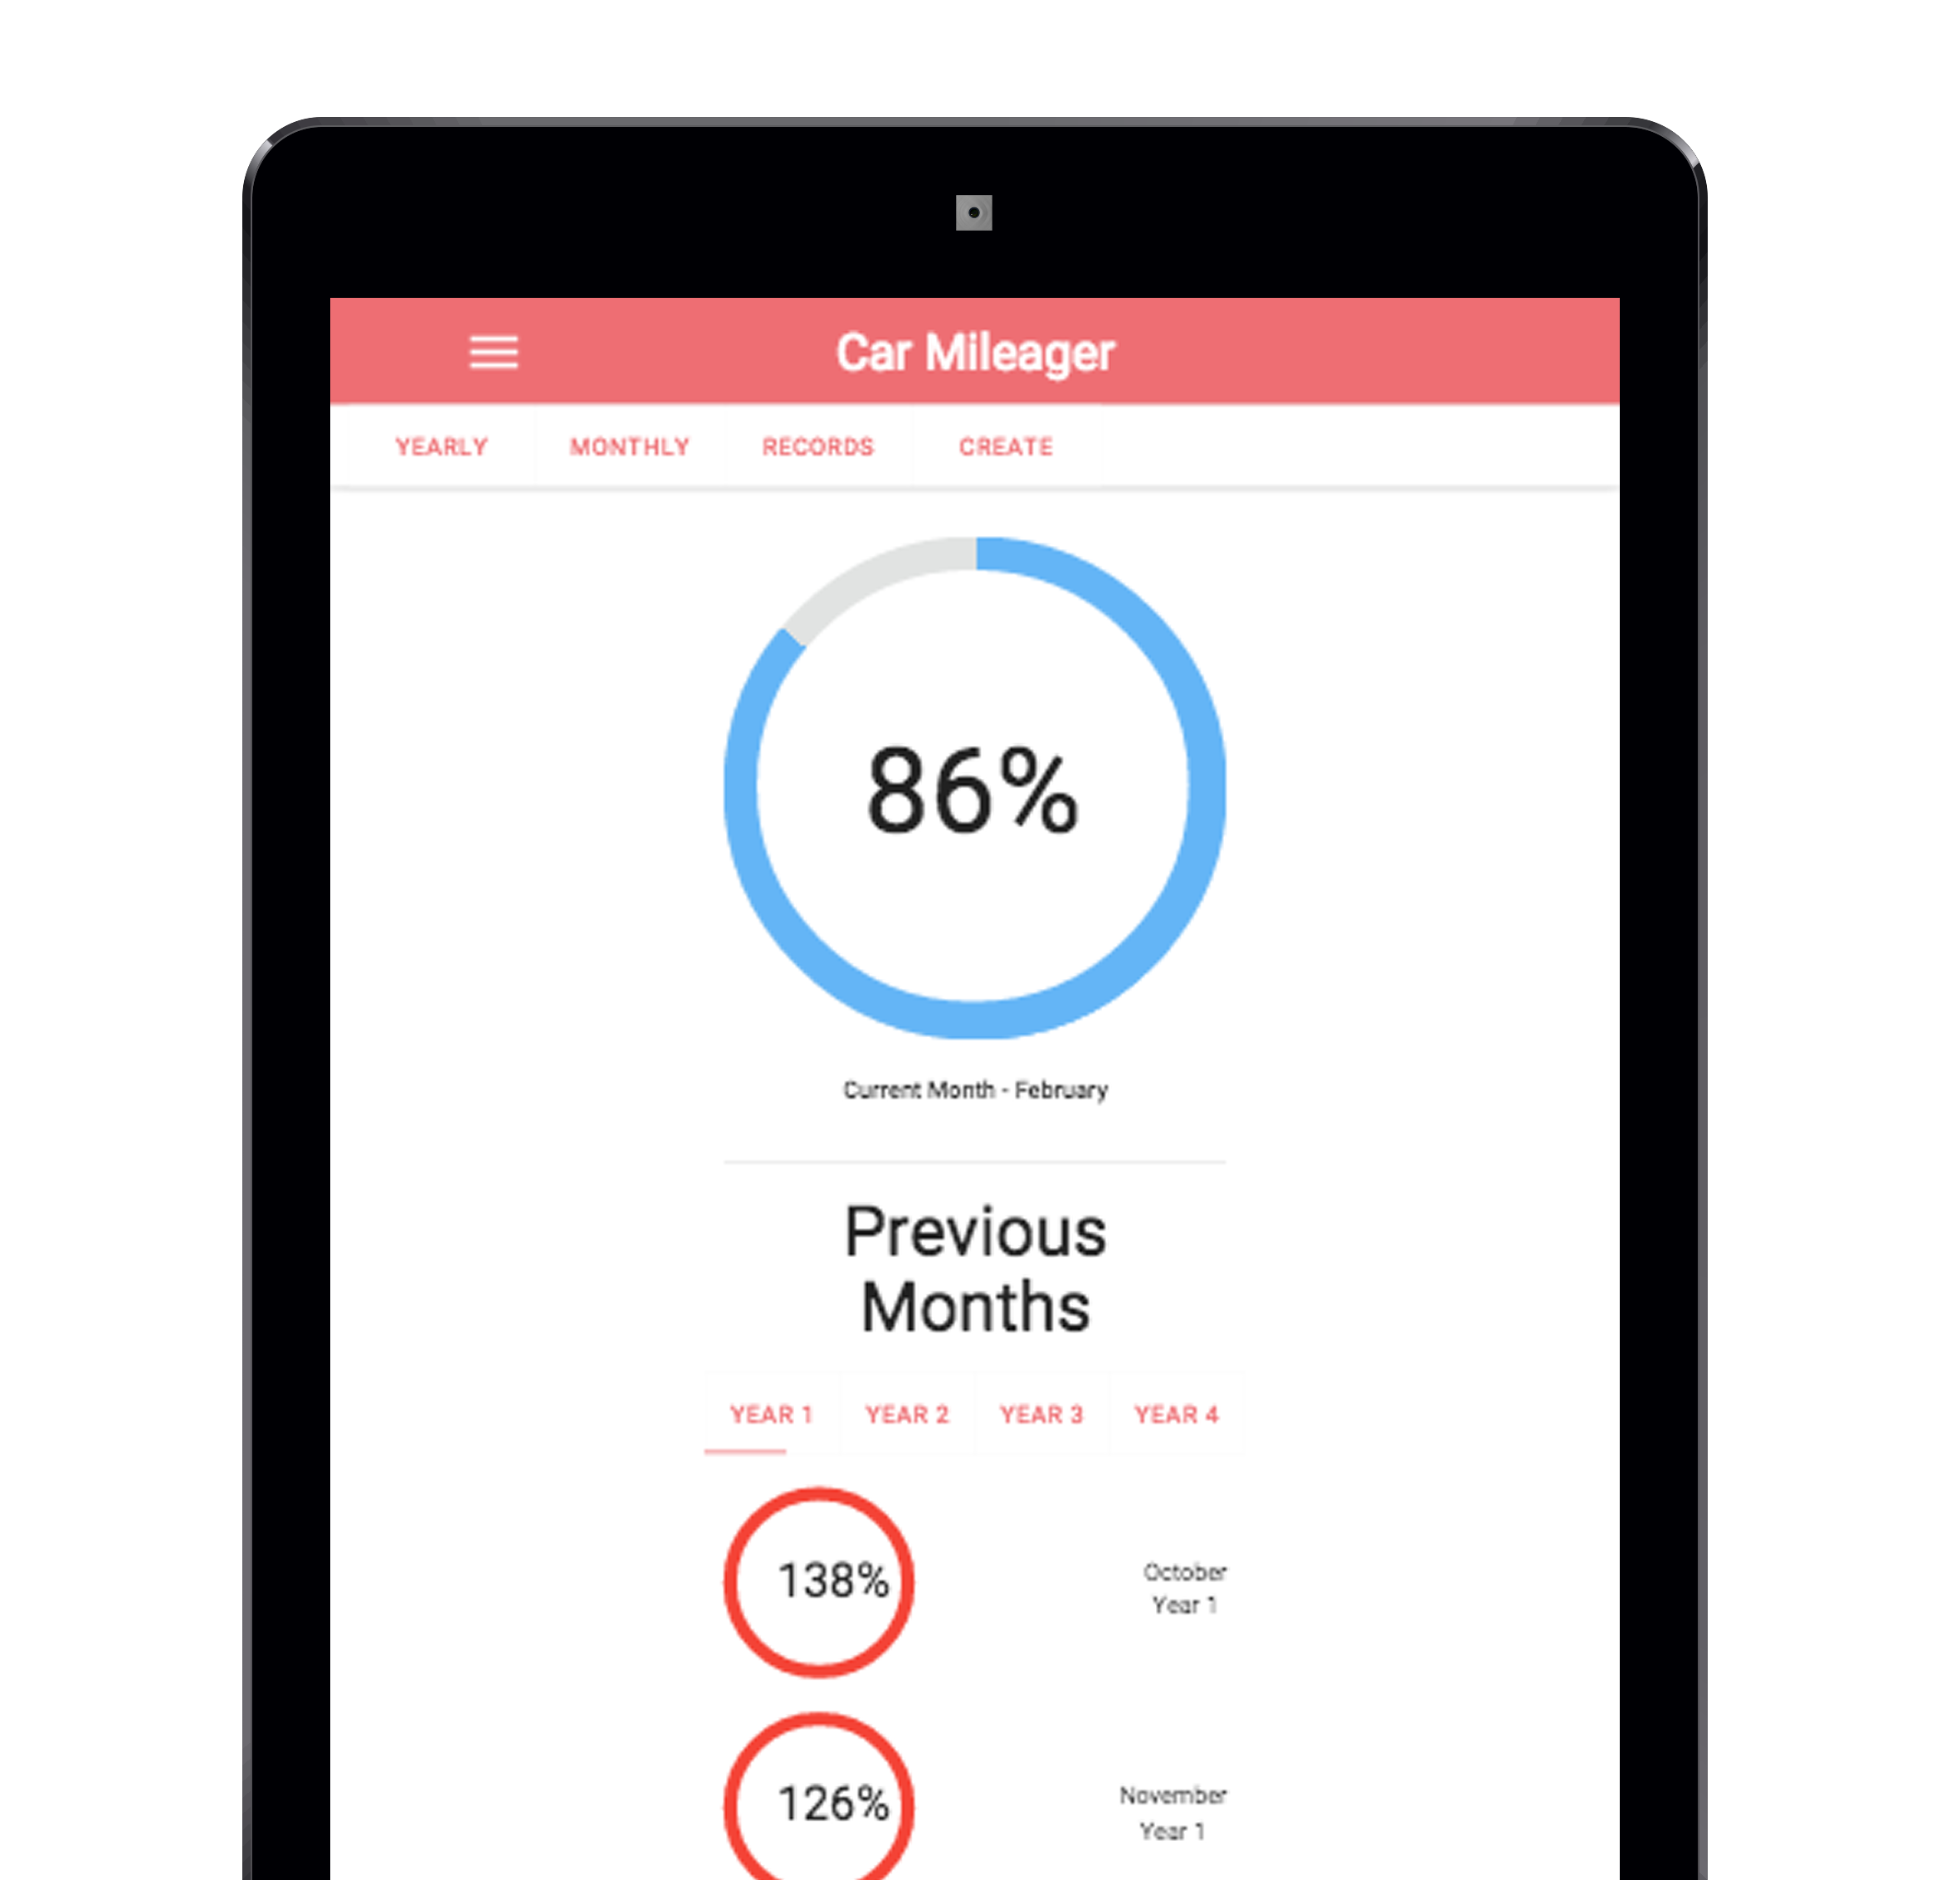 Car Mileager
YEARLY MONTHLY RECORDS CREATE
86%
Current Month - February
Previous
Months
YEAR 1 YEAR 2 YEAR 3 YEAR 4
138%
October
Year 1
126%
November
Year 1